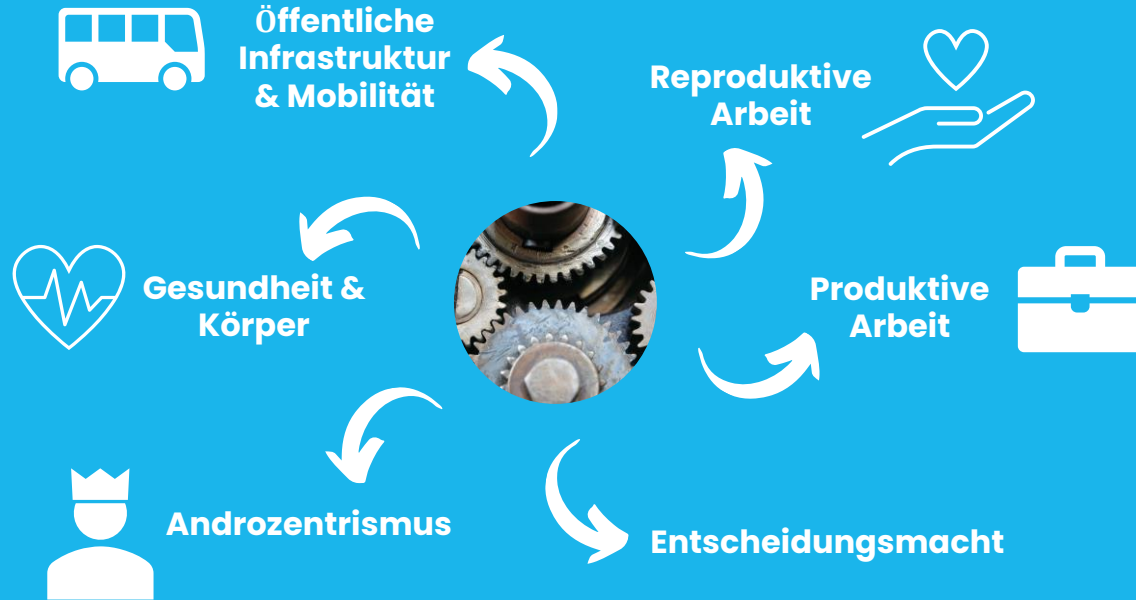 Öffentliche
Infrastruktur
& Mobilität
Reproduktive
Arbeit
Gesundheit &
Körper
Produktive
Arbeit
Androzentrismus
Entscheidungsmacht